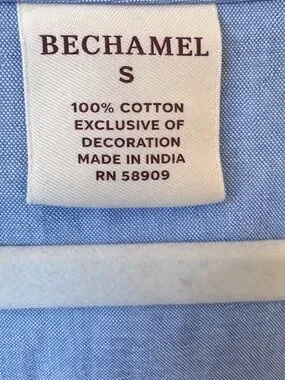 BECHAMEL
S
100% COTTON
EXCLUSIVE OF
DECORATION
MADE IN INDIA
RN 58909